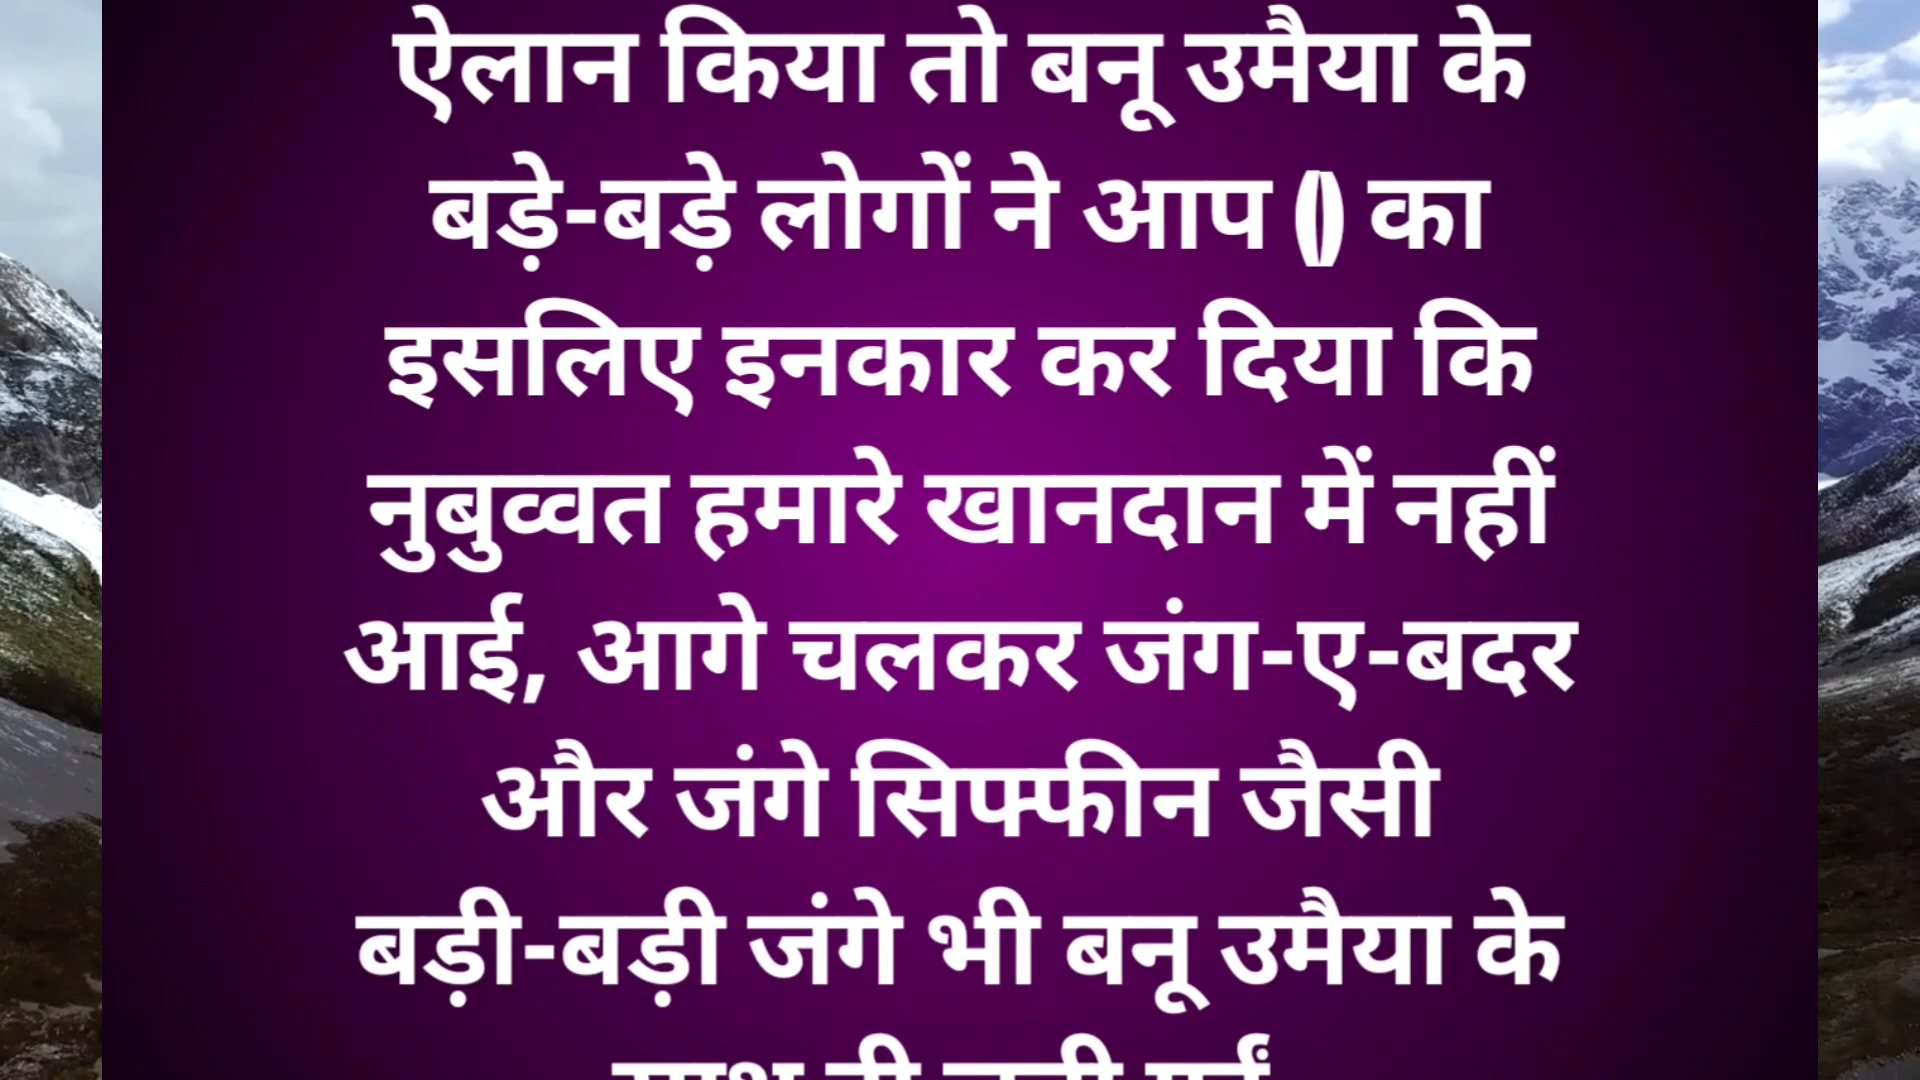 ऐलान किया तो बनू उमैया के
बड़े-बड़े लोगों ने आप () का
इसलिए इनकार कर दिया कि
नुबुव्वत हमारे खानदान में नहीं
आई, आगे चलकर जंग-ए-बदर
और जंगे सिफ्फीन जैसी
बड़ी-बड़ी जंगे भी बनू उमैया के